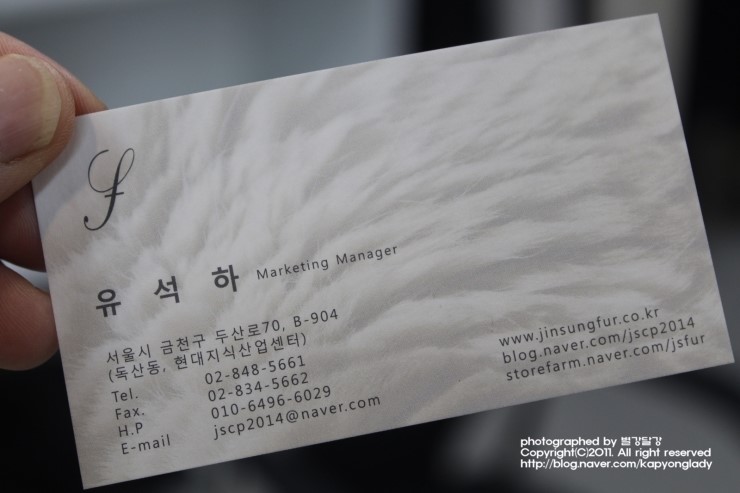 유 석 하 Marketing Manager
서울시 금천구 두산로70, B-904
(독산동, 현대지식산업센터)
Tel. 02-848-5661
Fax. 02-834-5662
H.P 010-6496-6029
E-mail jscp2014@naver.com
www.jinsungfur.co.kr
blog.naver.com/jscp2014
storefarm.naver.com/jsfur
photographed by 별강달강
Copyright(C)2011. All right reserved
http://blog.naver.com/kapyonglady